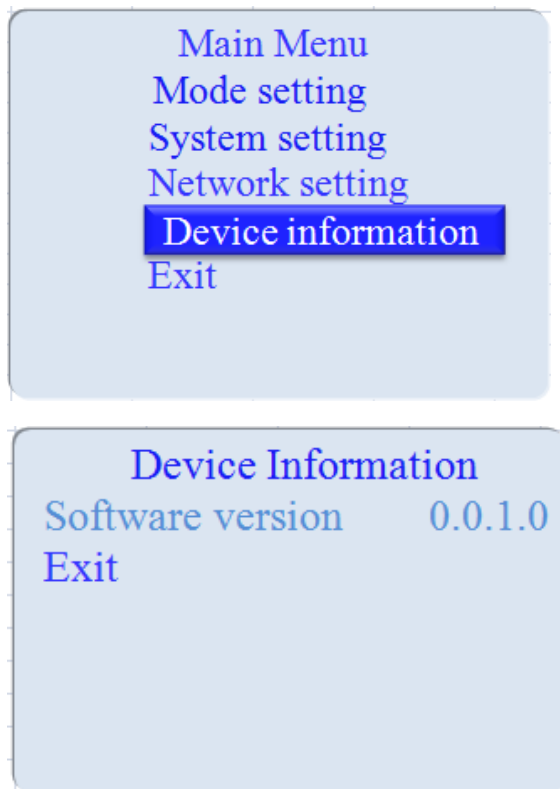 Main Menu
Mode setting
System setting
Network setting
Device information
Exit
Device Information
Software version 0.0.1.0
Exit